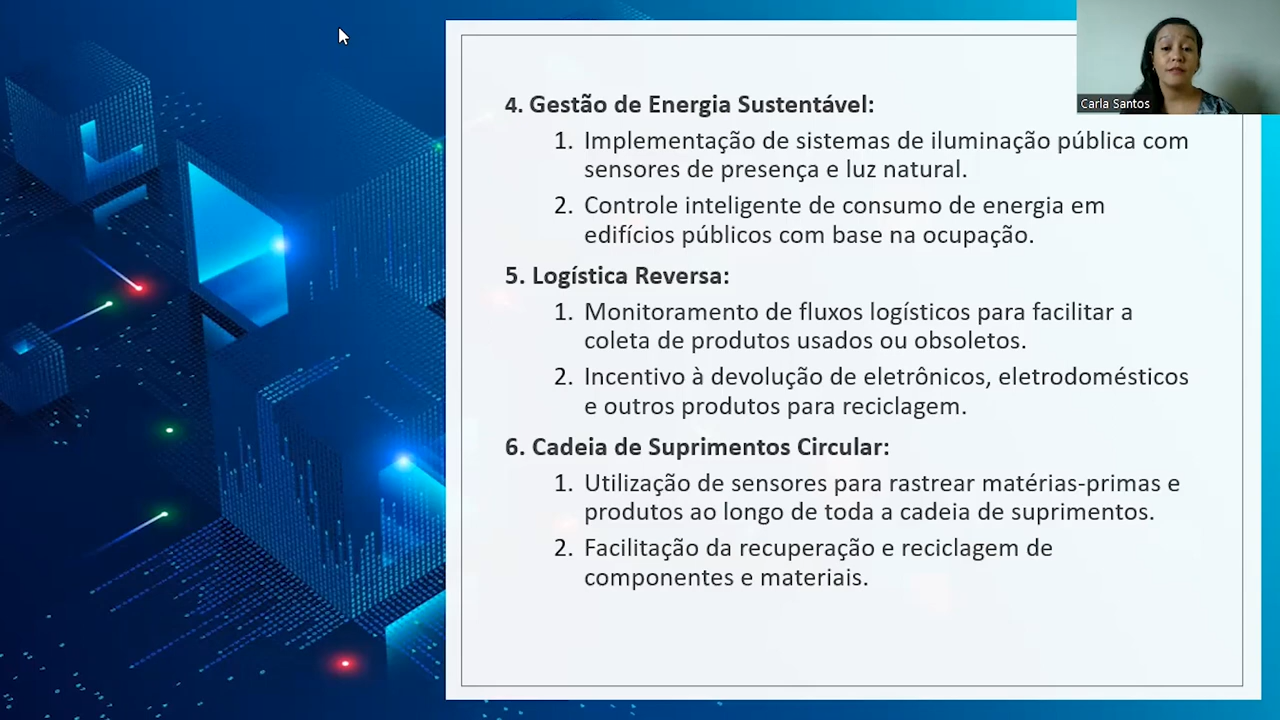 Carla Santos
4. Gestão de Energia Sustentável:
1. Implementação de sistemas de iluminação pública com
sensores de presença e luz natural.
2. Controle inteligente de consumo de energia em
edifícios públicos com base na ocupação.
5. Logística Reversa:
1. Monitoramento de fluxos logísticos para facilitar a
coleta de produtos usados ou obsoletos.
2. Incentivo à devolução de eletrônicos, eletrodomésticos
e outros produtos para reciclagem.
6. Cadeia de Suprimentos Circular:
1. Utilização de sensores para rastrear matérias-primas e
produtos ao longo de toda a cadeia de suprimentos.
2. Facilitação da recuperação e reciclagem de
componentes e materiais.